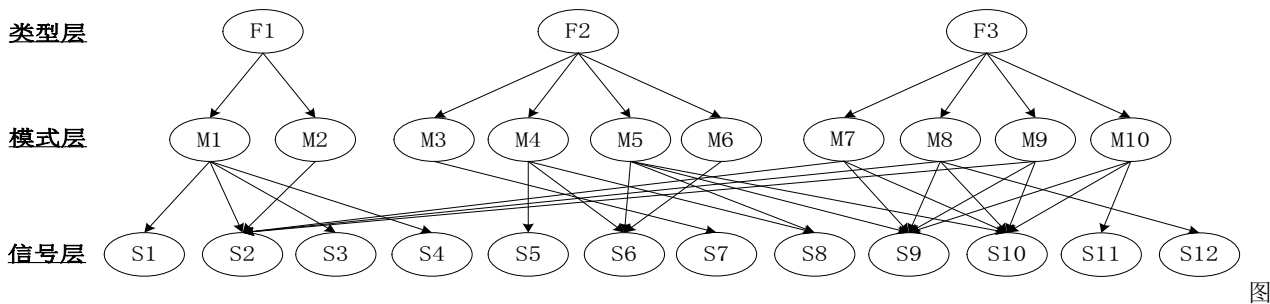 类型层 F1 F2 F3
模式层 M1 M2 M3 M4 M5 M6 M7 M8 M9 M10
信号层 S1 S2 S3 S4 S5 S6 S7 S8 S9 S10 S11 S12
图